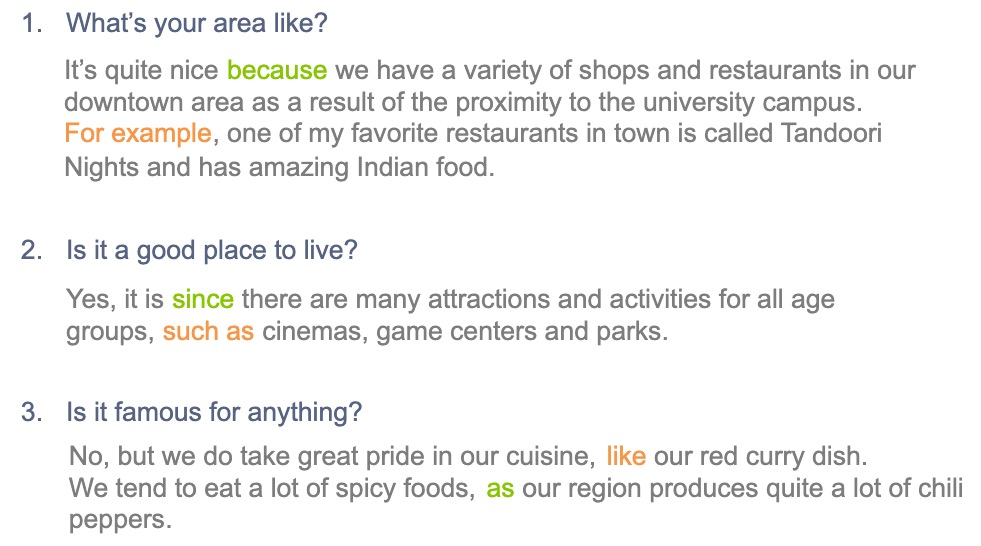 1. What’s your area like?
It’s quite nice because we have a variety of shops and restaurants in our
downtown area as a result of the proximity to the university campus.
For example, one of my favorite restaurants in town is called Tandoori
Nights and has amazing Indian food.
2. Is it a good place to live?
Yes, it is since there are many attractions and activities for all age
groups, such as cinemas, game centers and parks.
3. Is it famous for anything?
No, but we do take great pride in our cuisine, like our red curry dish.
We tend to eat a lot of spicy foods, as our region produces quite a lot of chili
peppers.